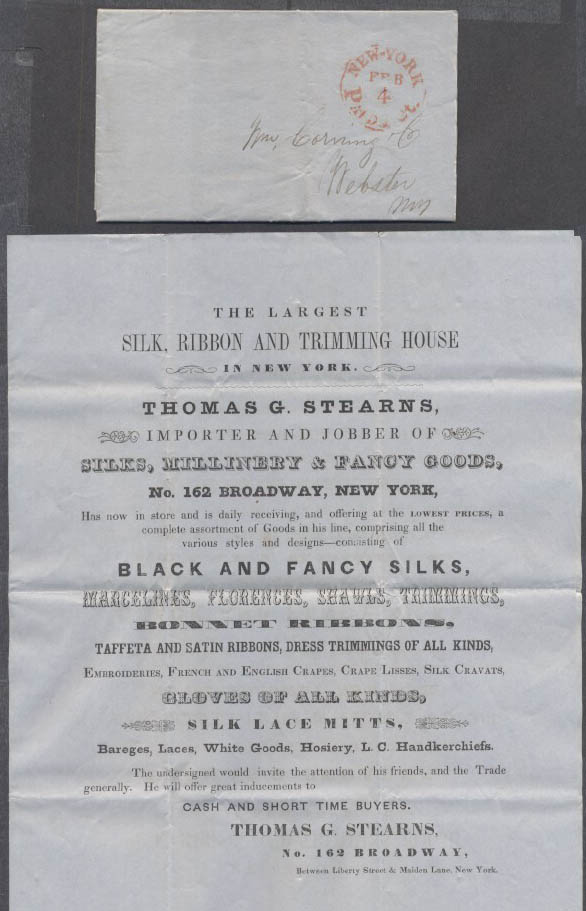 NEW-YORK
FEB
4
PAID
Wm. Corning & Co
Webster
THE LARGEST
SILK, RIBBON AND TRIMMING HOUSE
IN NEW YORK.
THOMAS G. STEARNS,
IMPORTER AND JOBBER OF
SILKS, MILLINERY & FANCY GOODS,
No. 162 BROADWAY, NEW YORK,
Has now in store and is daily receiving, and offering at the LOWEST PRICES, a
complete assortment of Goods in his line, comprising all the
various styles and designs—consisting of
BLACK AND FANCY SILKS,
MARCELINES, FLORENCES, SHAWLS, TRIMMINGS,
BONNET RIBBONS,
TAFFETA AND SATIN RIBBONS, DRESS TRIMMINGS OF ALL KINDS,
EMBROIDERIES, FRENCH AND ENGLISH CRAPES, CRAPE LISSES, SILK CRAVATS,
GLOVES OF ALL KINDS,
SILK LACE MITTS,
Bareges, Laces, White Goods, Hosiery, L. C. Handkerchiefs.
The undersigned would invite the attention of his friends, and the Trade
generally. He will offer great inducements to
CASH AND SHORT TIME BUYERS.
THOMAS G. STEARNS,
No. 162 BROADWAY,
Between Liberty Street & Maiden Lane, New York.